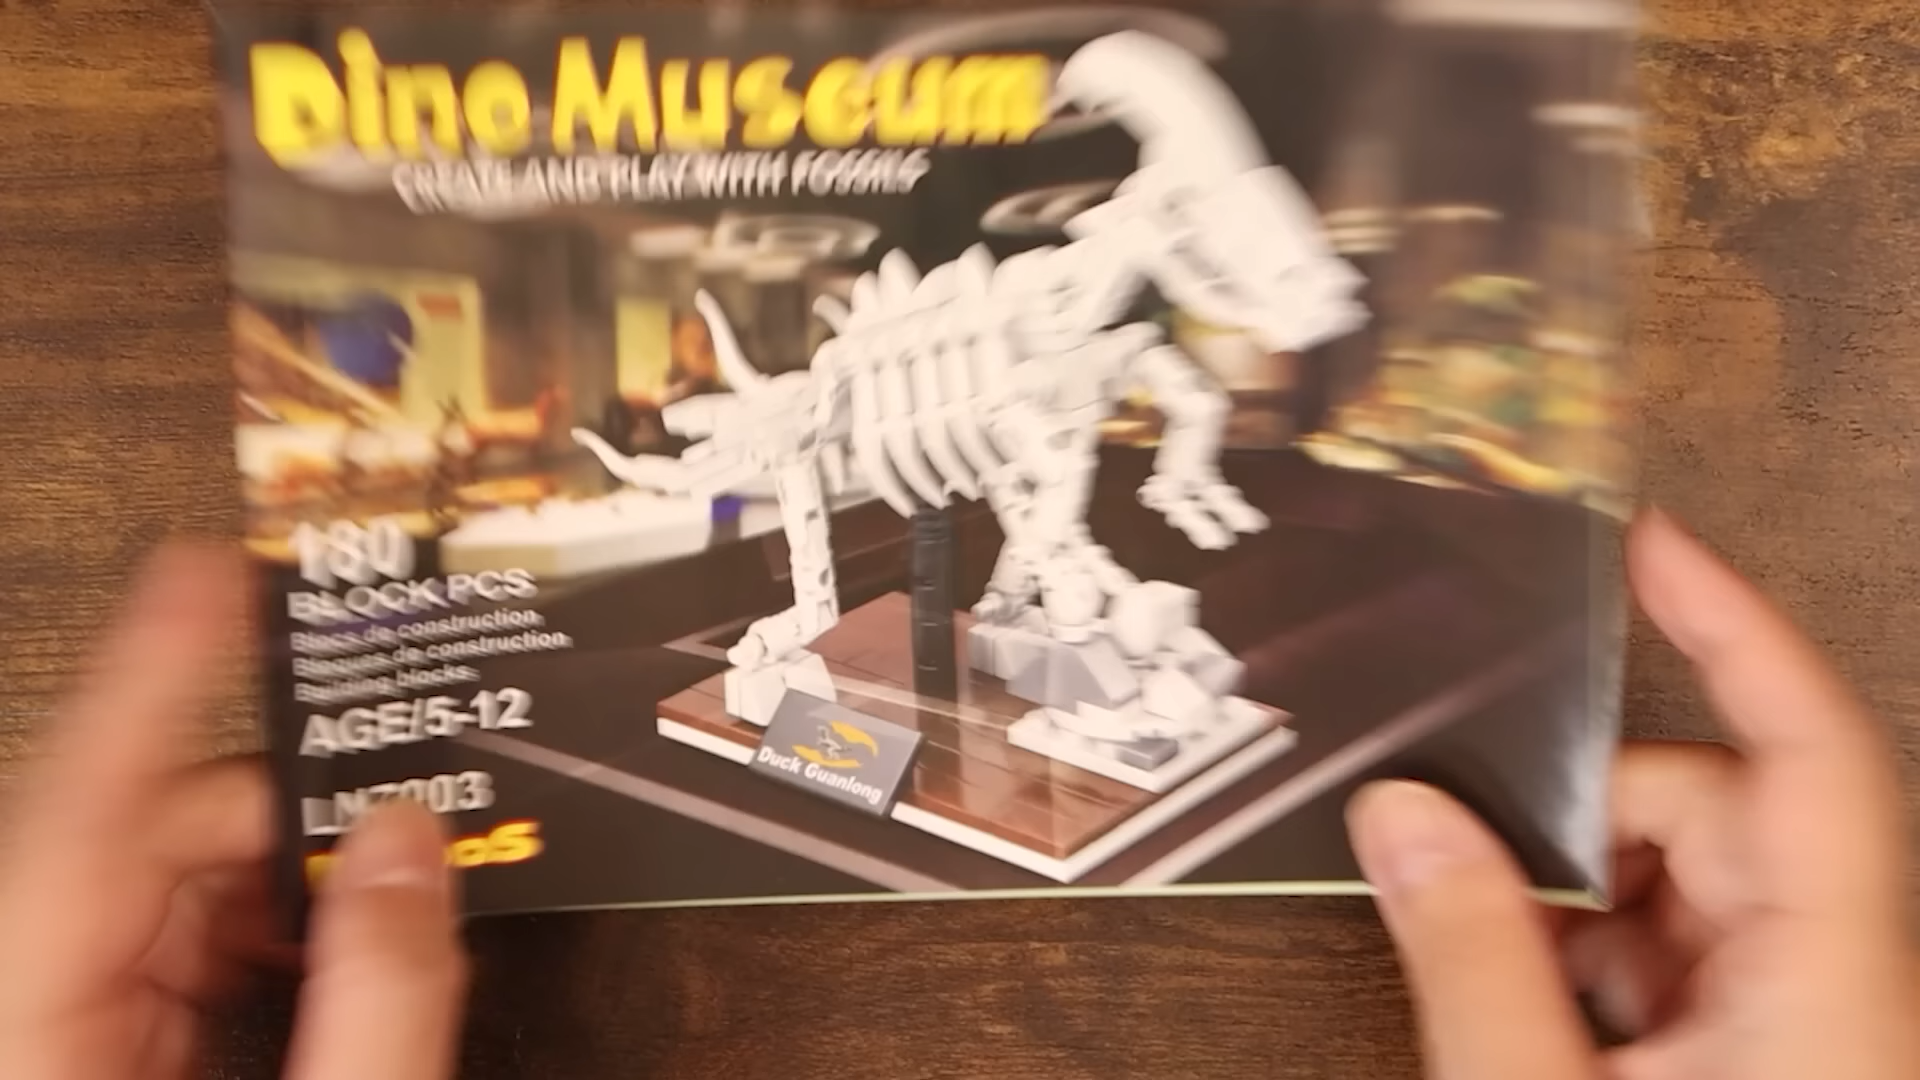 Dino Museum
CREATE AND PLAY WITH FOSSILS
180
BLOCK PCS
Blocs de construction
Bloques de construction
Building blocks
AGE/5-12
Duck Guanlong